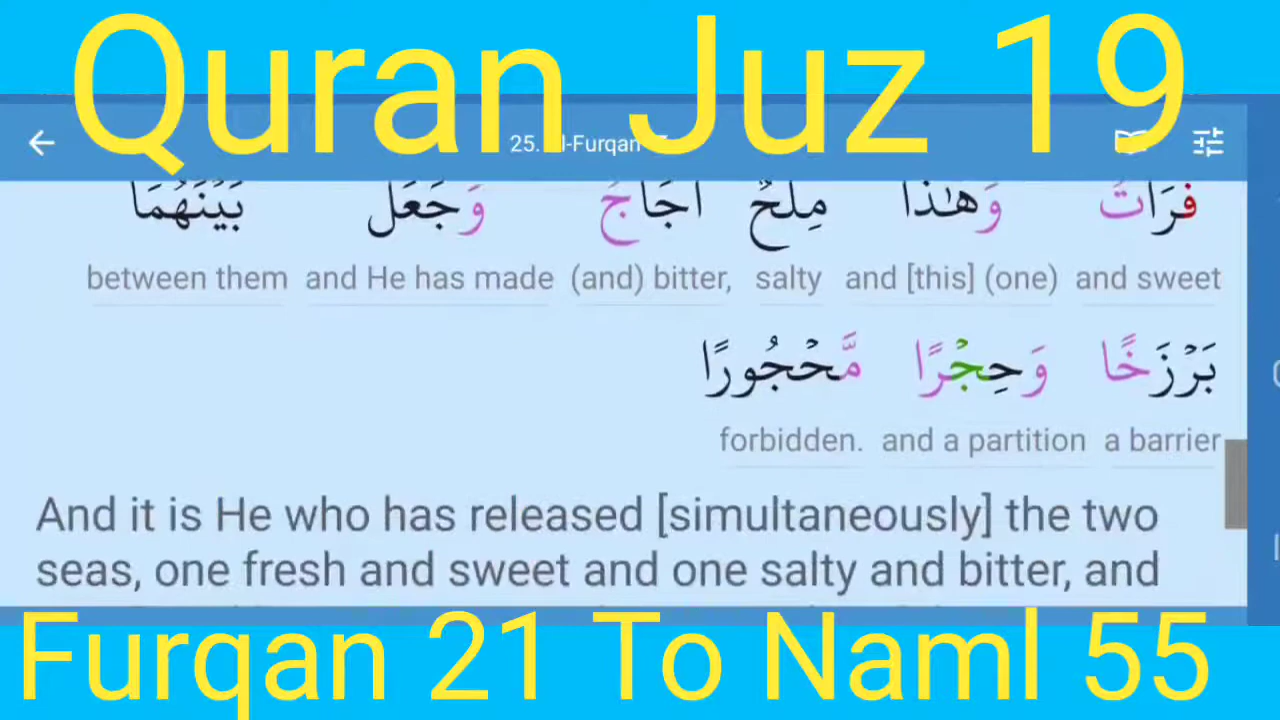 Quran Juz 19
25. Al-Furqan
فُرَاتٌ وَهَٰذَا مِلْحٌ أُجَاجٌ وَجَعَلَ بَيْنَهُمَا
and sweet and [this] (one) salty (and) bitter, and He has made between them
بَرْزَخًا وَحِجْرًا مَّحْجُورًا
a barrier and a partition forbidden.
And it is He who has released [simultaneously] the two
seas, one fresh and sweet and one salty and bitter, and
Furqan 21 To Naml 55